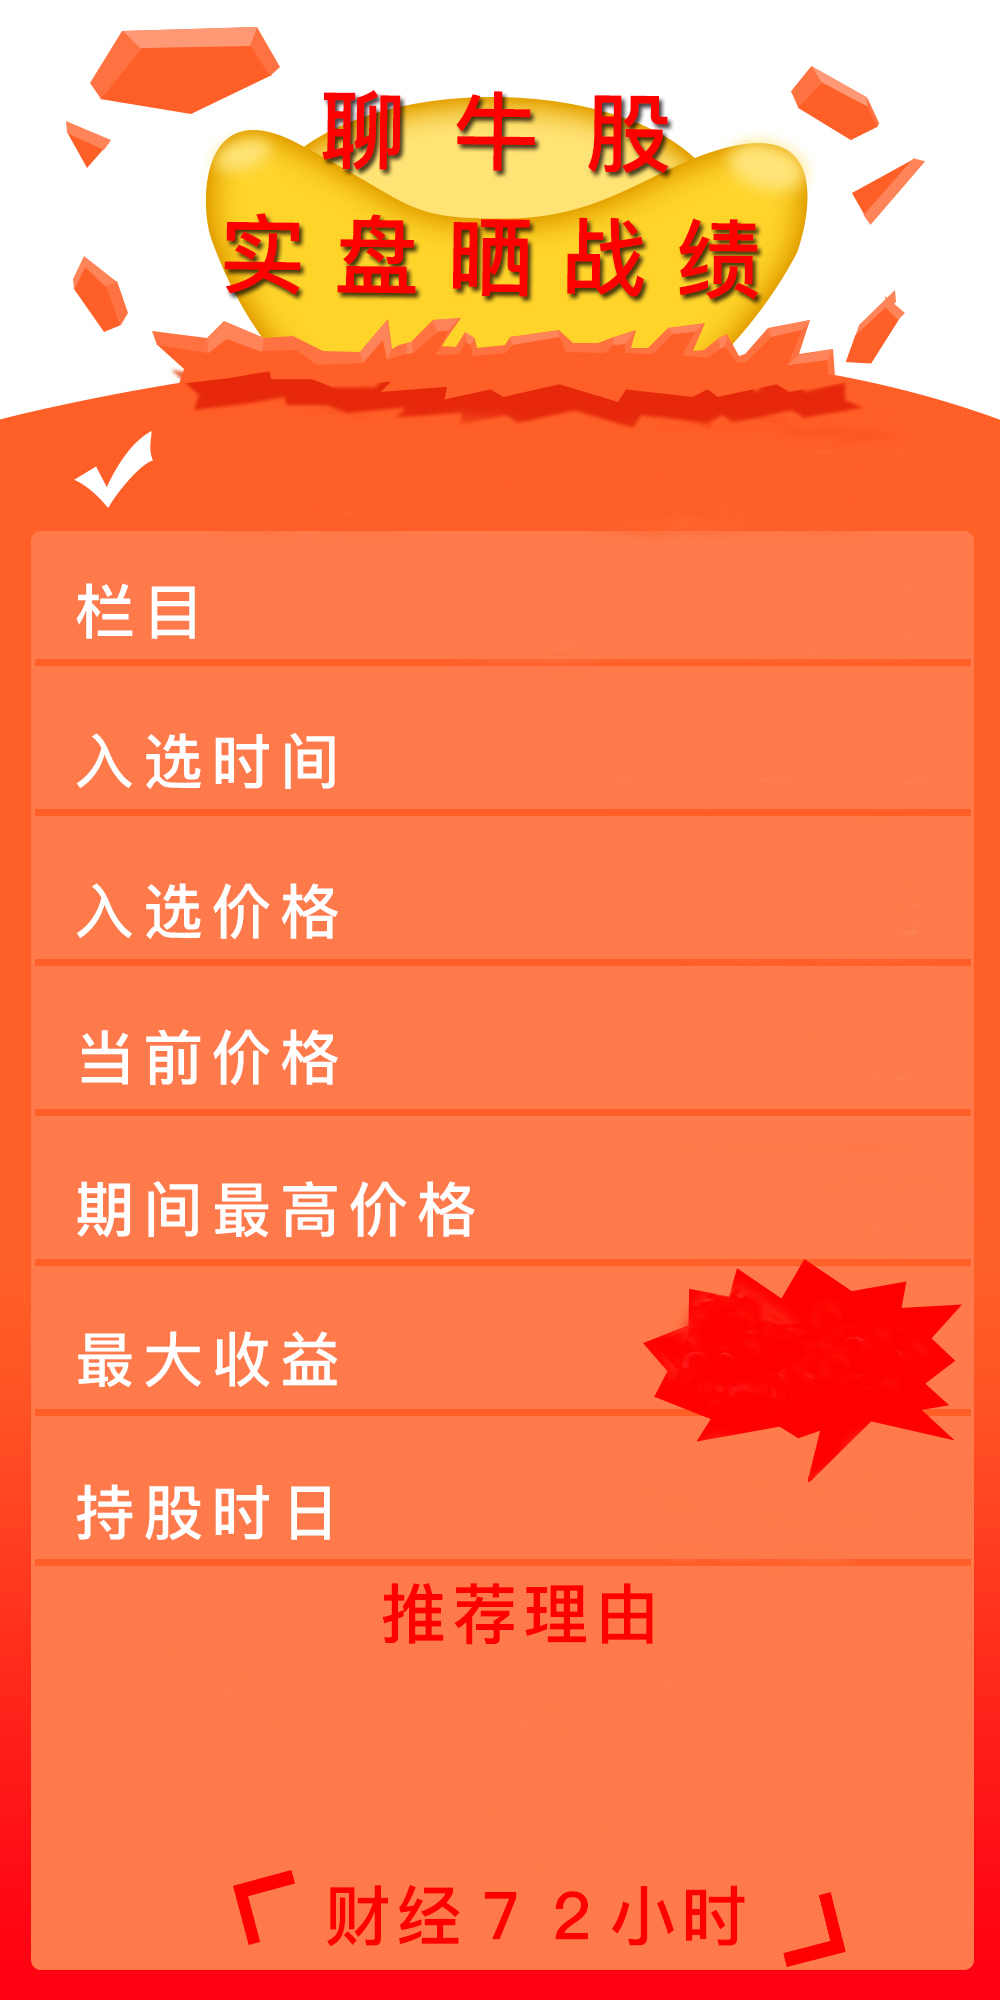 聊牛股
实盘晒战绩
栏目
入选时间
入选价格
当前价格
期间最高价格
最大收益
持股时日
推荐理由
财经72小时